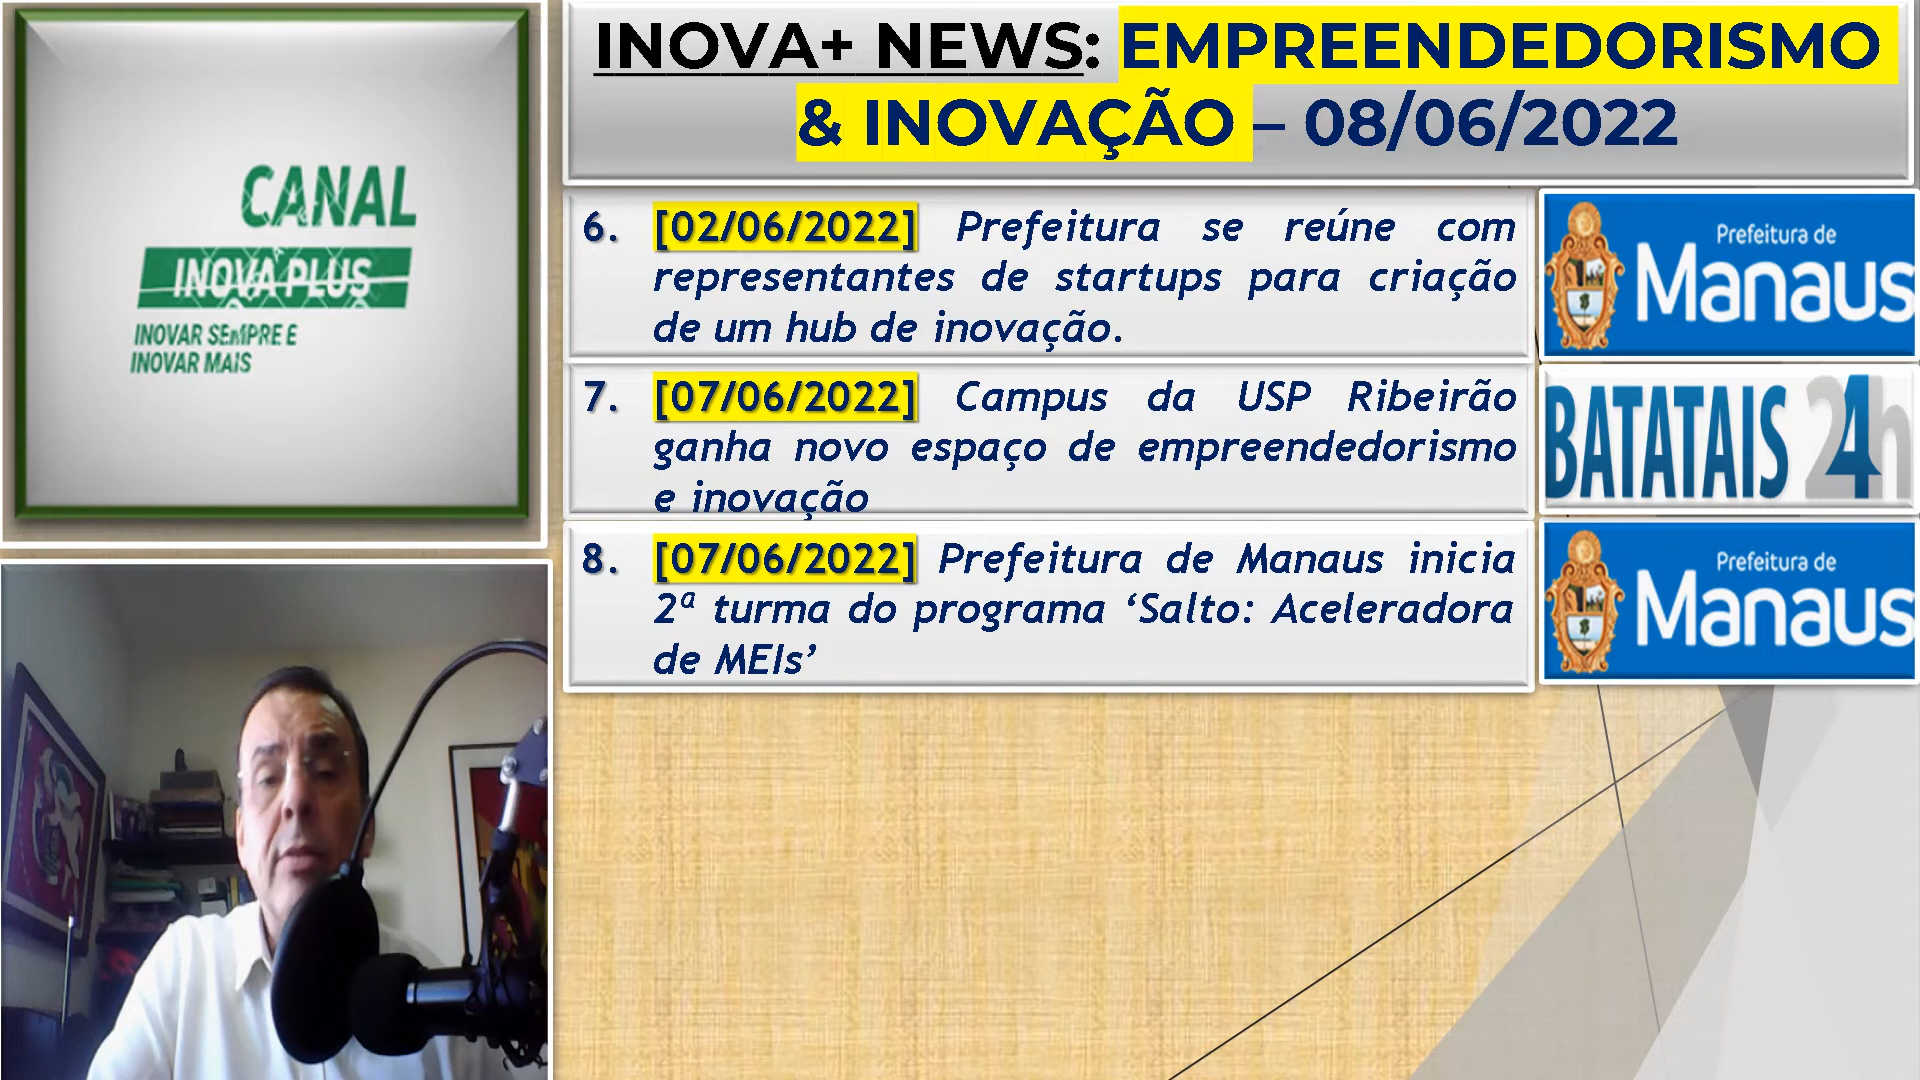 INOVA+ NEWS: EMPREENDEDORISMO
& INOVAÇÃO – 08/06/2022
CANAL
INOVA PLUS
INOVAR SEMPRE E
INOVAR MAIS
6. [02/06/2022] Prefeitura se reúne com
representantes de startups para criação
de um hub de inovação.
Prefeitura de
Manaus
7. [07/06/2022] Campus da USP Ribeirão
ganha novo espaço de empreendedorismo
e inovação
BATATAIS 24h
8. [07/06/2022] Prefeitura de Manaus inicia
2ª turma do programa ‘Salto: Aceleradora
de MEIs’
Prefeitura de
Manaus